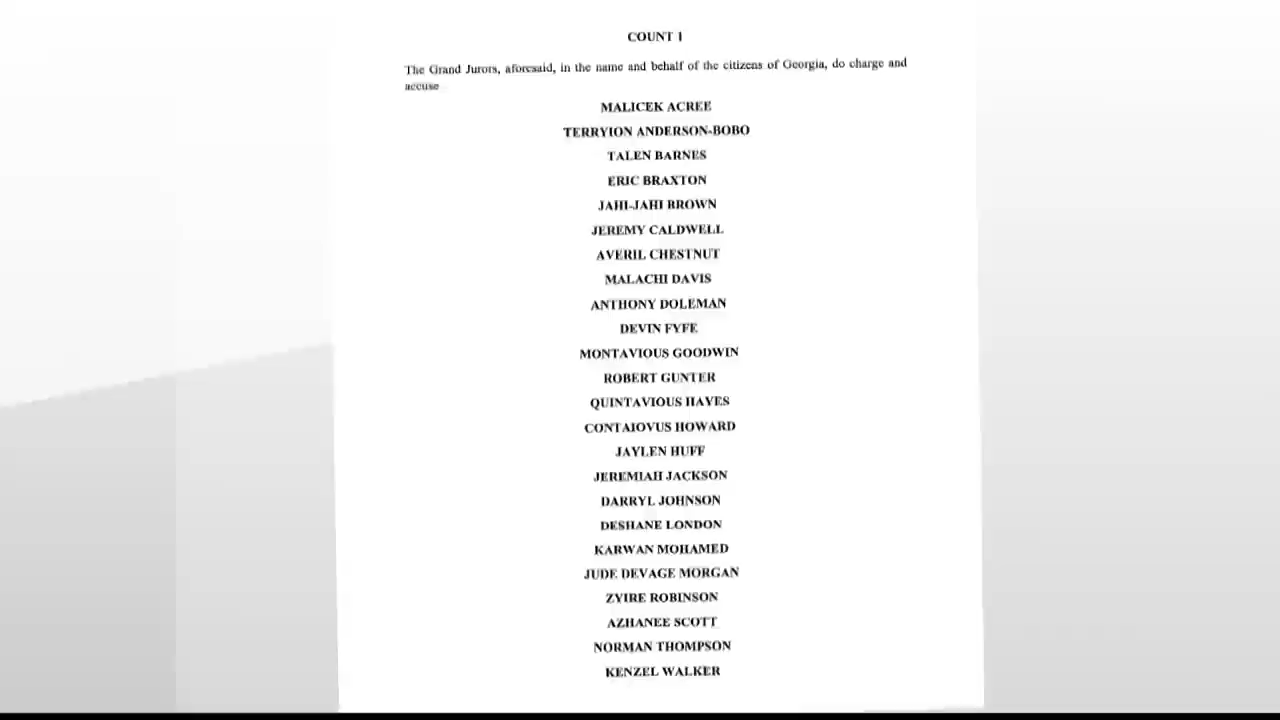 COUNT 1
The Grand Jurors, aforesaid, in the name and behalf of the citizens of Georgia, do charge and
accuse
MALICEK ACREE
TERRYION ANDERSON-BOBO
TALEN BARNES
ERIC BRAXTON
JAHI-JAHI BROWN
JEREMY CALDWELL
AVERIL CHESTNUT
MALACHI DAVIS
ANTHONY DOLEMAN
DEVIN FYFE
MONTAVIOUS GOODWIN
ROBERT GUNTER
QUINTAVIOUS HAYES
CONTAIOVUS HOWARD
JAYLEN HUFF
JEREMIAH JACKSON
DARRYL JOHNSON
DESHANE LONDON
KARWAN MOHAMED
JUDE DEVAGE MORGAN
ZYIRE ROBINSON
AZHANEE SCOTT
NORMAN THOMPSON
KENZEL WALKER